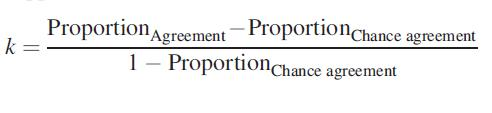 k = Proportion_Agreement − Proportion_Chance agreement
1 − Proportion_Chance agreement